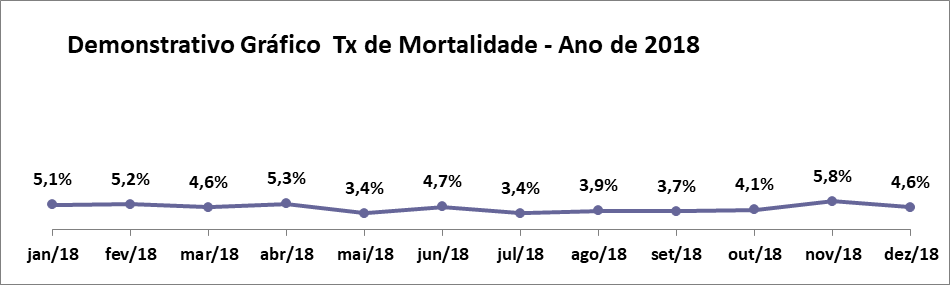 Demonstrativo Gráfico Tx de Mortalidade - Ano de 2018
5,1% 5,2% 4,6% 5,3% 3,4% 4,7% 3,4% 3,9% 3,7% 4,1% 5,8% 4,6%
jan/18 fev/18 mar/18 abr/18 mai/18 jun/18 jul/18 ago/18 set/18 out/18 nov/18 dez/18